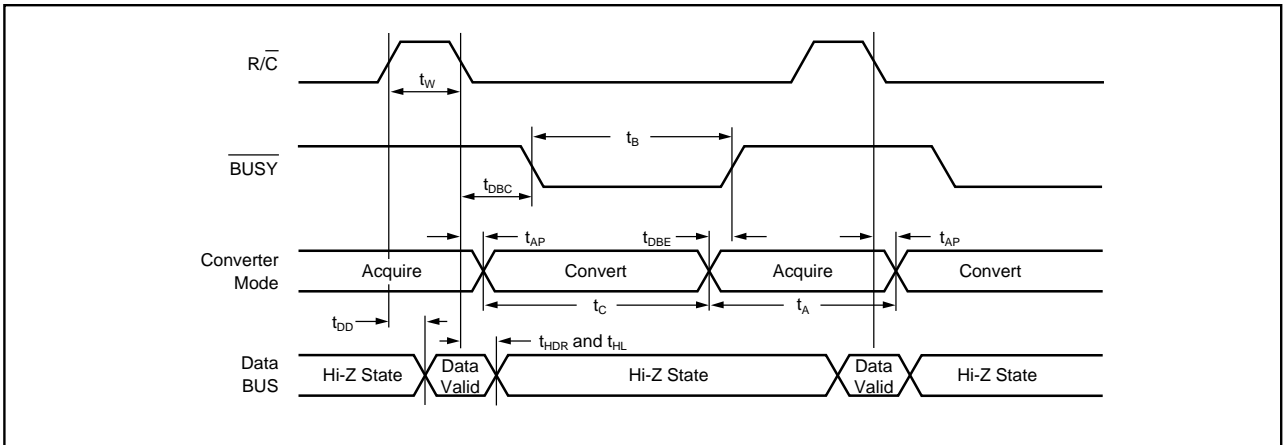 R/C̅
t_W
B̅U̅S̅Y̅
t_B
t_DBC
Converter
Mode
t_AP
t_DBE
t_AP
Acquire
Convert
Acquire
Convert
t_C
t_A
t_DD
t_HDR and t_HL
Data
BUS
Hi-Z State
Data
Valid
Hi-Z State
Data
Valid
Hi-Z State